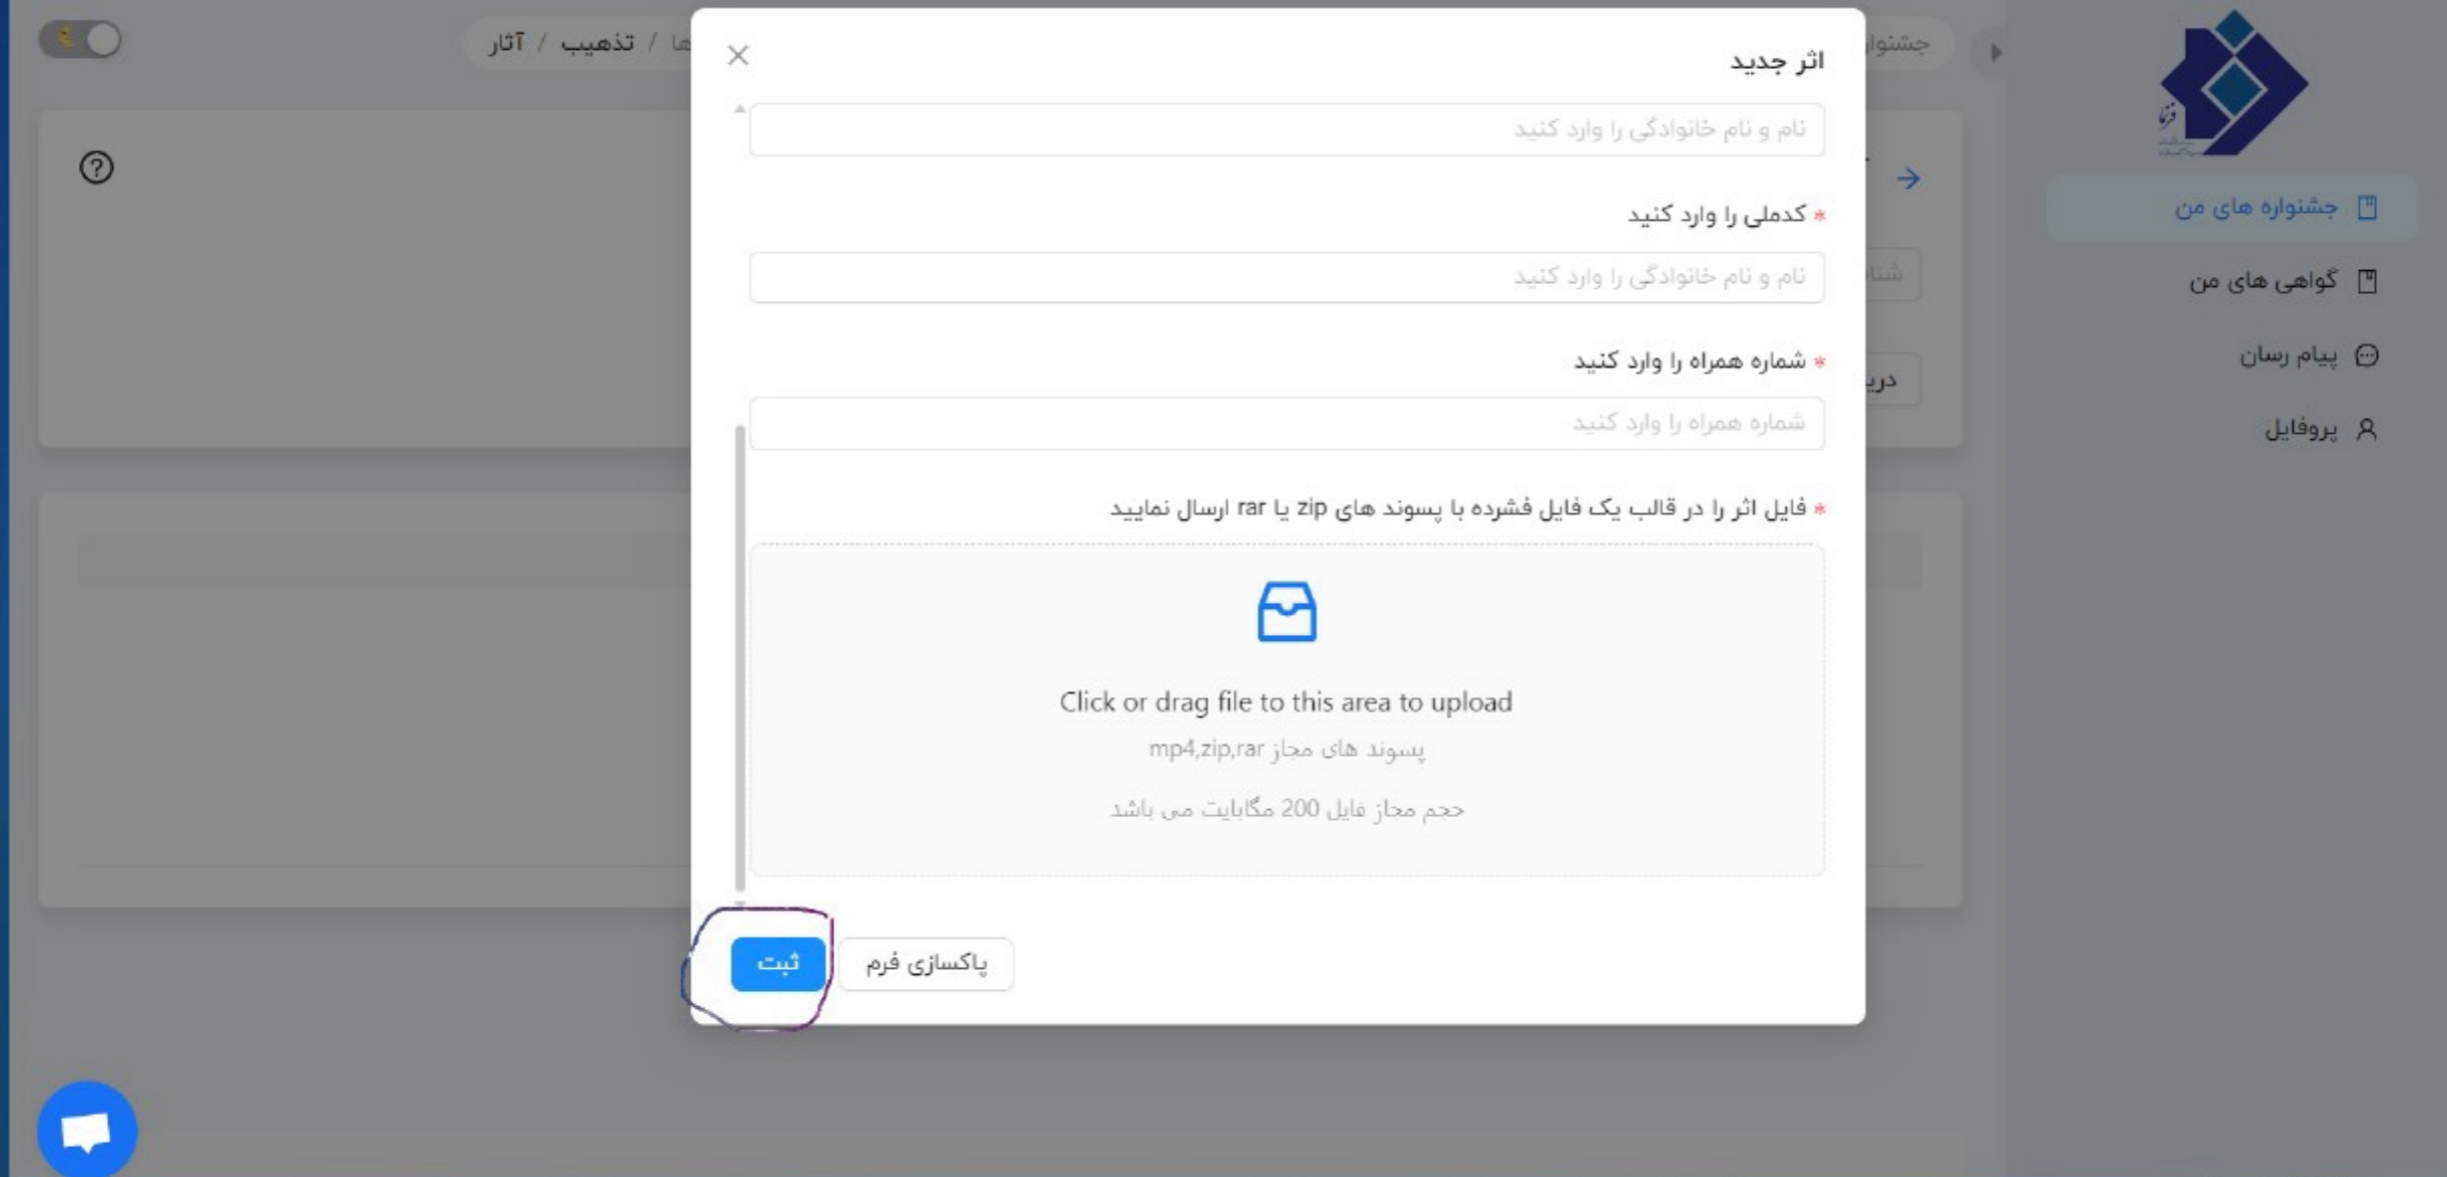 تذهیب / آثار
اثر جدید
نام و نام خانوادگی را وارد کنید
* کدملی را وارد کنید
نام و نام خانوادگی را وارد کنید
* شماره همراه را وارد کنید
شماره همراه را وارد کنید
* فایل اثر را در قالب یک فایل فشرده با پسوند های zip یا rar ارسال نمایید
Click or drag file to this area to upload
پسوند های مجاز mp4,zip,rar
حجم مجاز فایل 200 مگابایت می باشد
پاکسازی فرم
ثبت
جشنواره های من
گواهی های من
پیام رسان
پروفایل